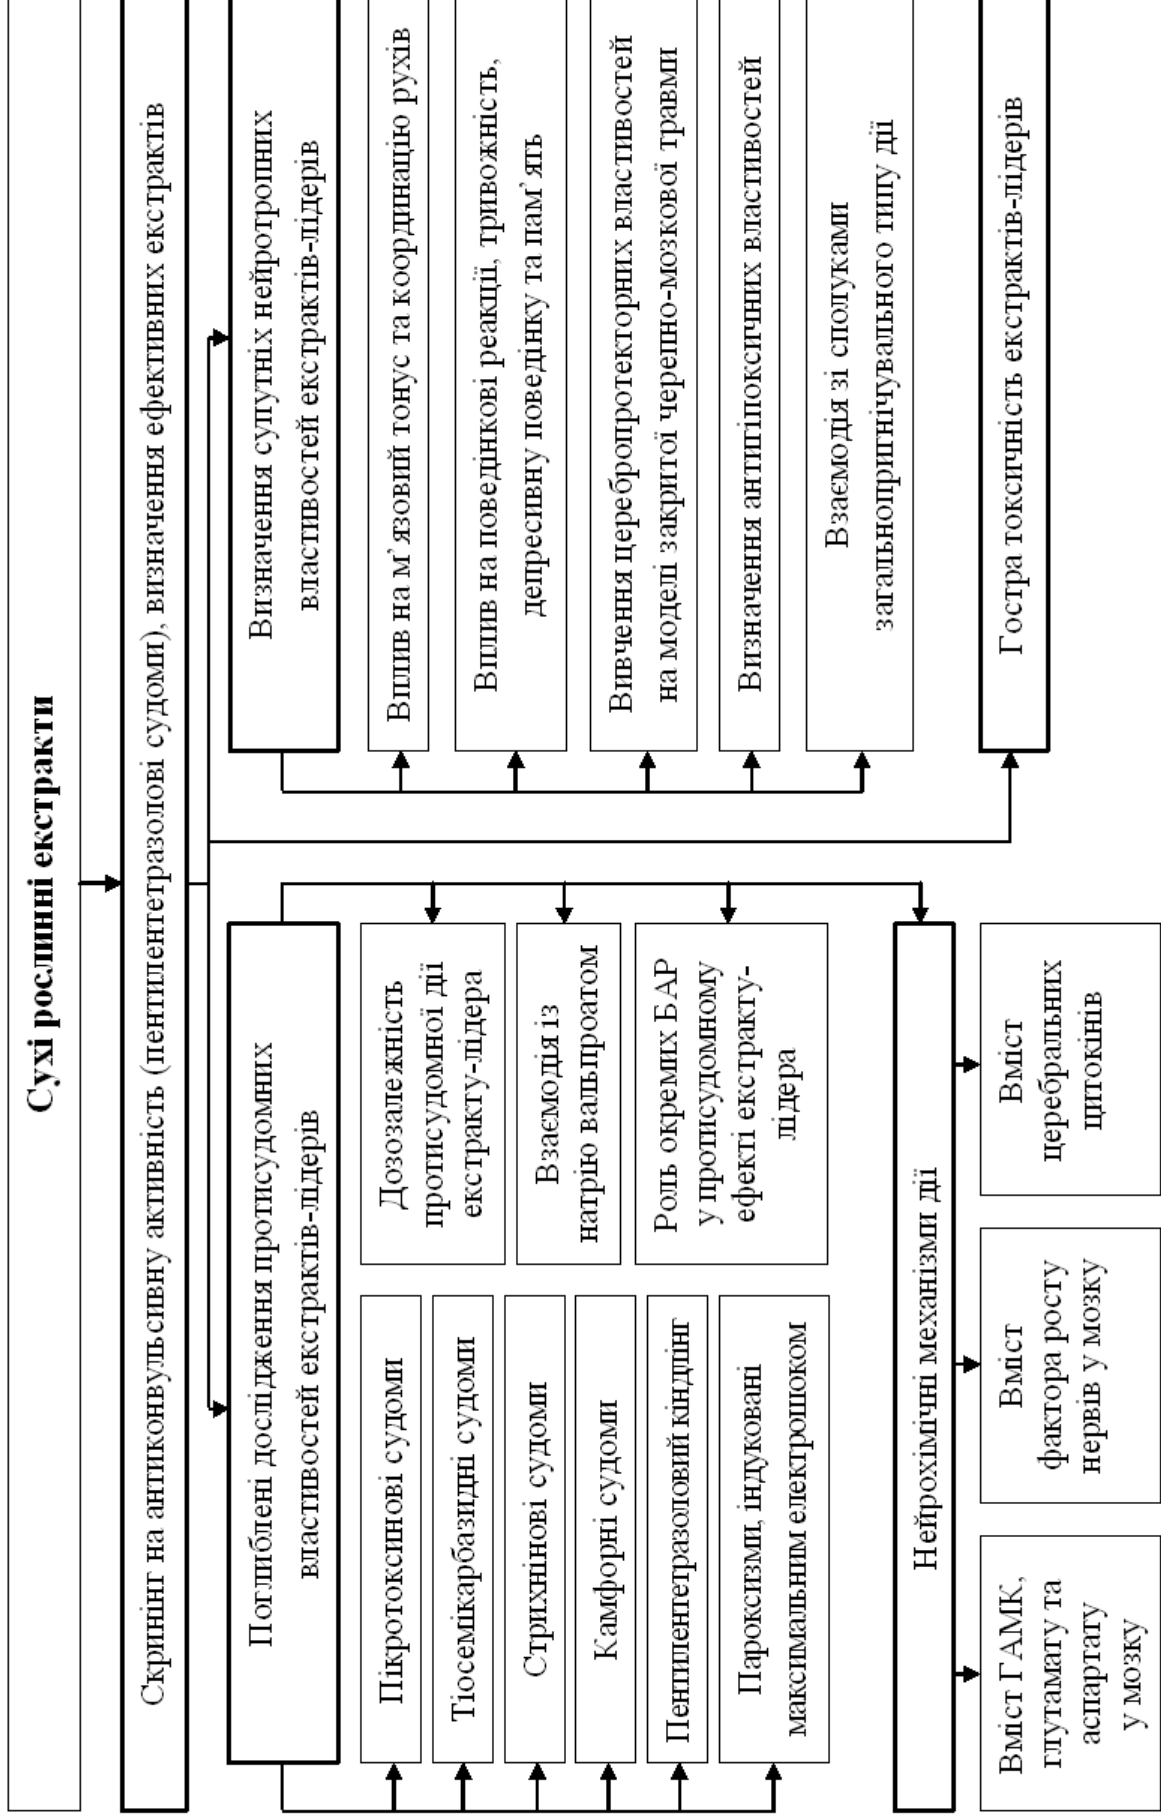 Сухі рослинні екстракти
Скринінг на антиконвульсивну активність (пентилентетразолові судоми), визначення ефективних екстрактів
Поглиблені дослідження протисудомних
властивостей екстрактів-лідерів
Пікротоксинові судоми
Тіосемікарбазидні судоми
Стрихнінові судоми
Камфорні судоми
Пентилентетразоловий кіндлінг
Пароксизми, індуковані
максимальним електрошоком
Дозозалежність
протисудомної дії
екстракту-лідера
Взаємодія із
натрію вальпроатом
Роль окремих БАР
у протисудомному
ефекті екстракту-
лідера
Нейрохімічні механізми дії
Вміст ГАМК,
глутамату та
аспартату
у мозку
Вміст
фактора росту
нервів у мозку
Вміст
церебральних
цитокінів
Визначення супутніх нейротропних
властивостей екстрактів-лідерів
Вплив на м'язовий тонус та координацію рухів
Вплив на поведінкові реакції, тривожність,
депресивну поведінку та пам'ять
Вивчення церебропротекторних властивостей
на моделі закритої черепно-мозкової травми
Визначення антигіпоксичних властивостей
Взаємодія зі сполуками
загальнопригнічувального типу дії
Гостра токсичність екстрактів-лідерів